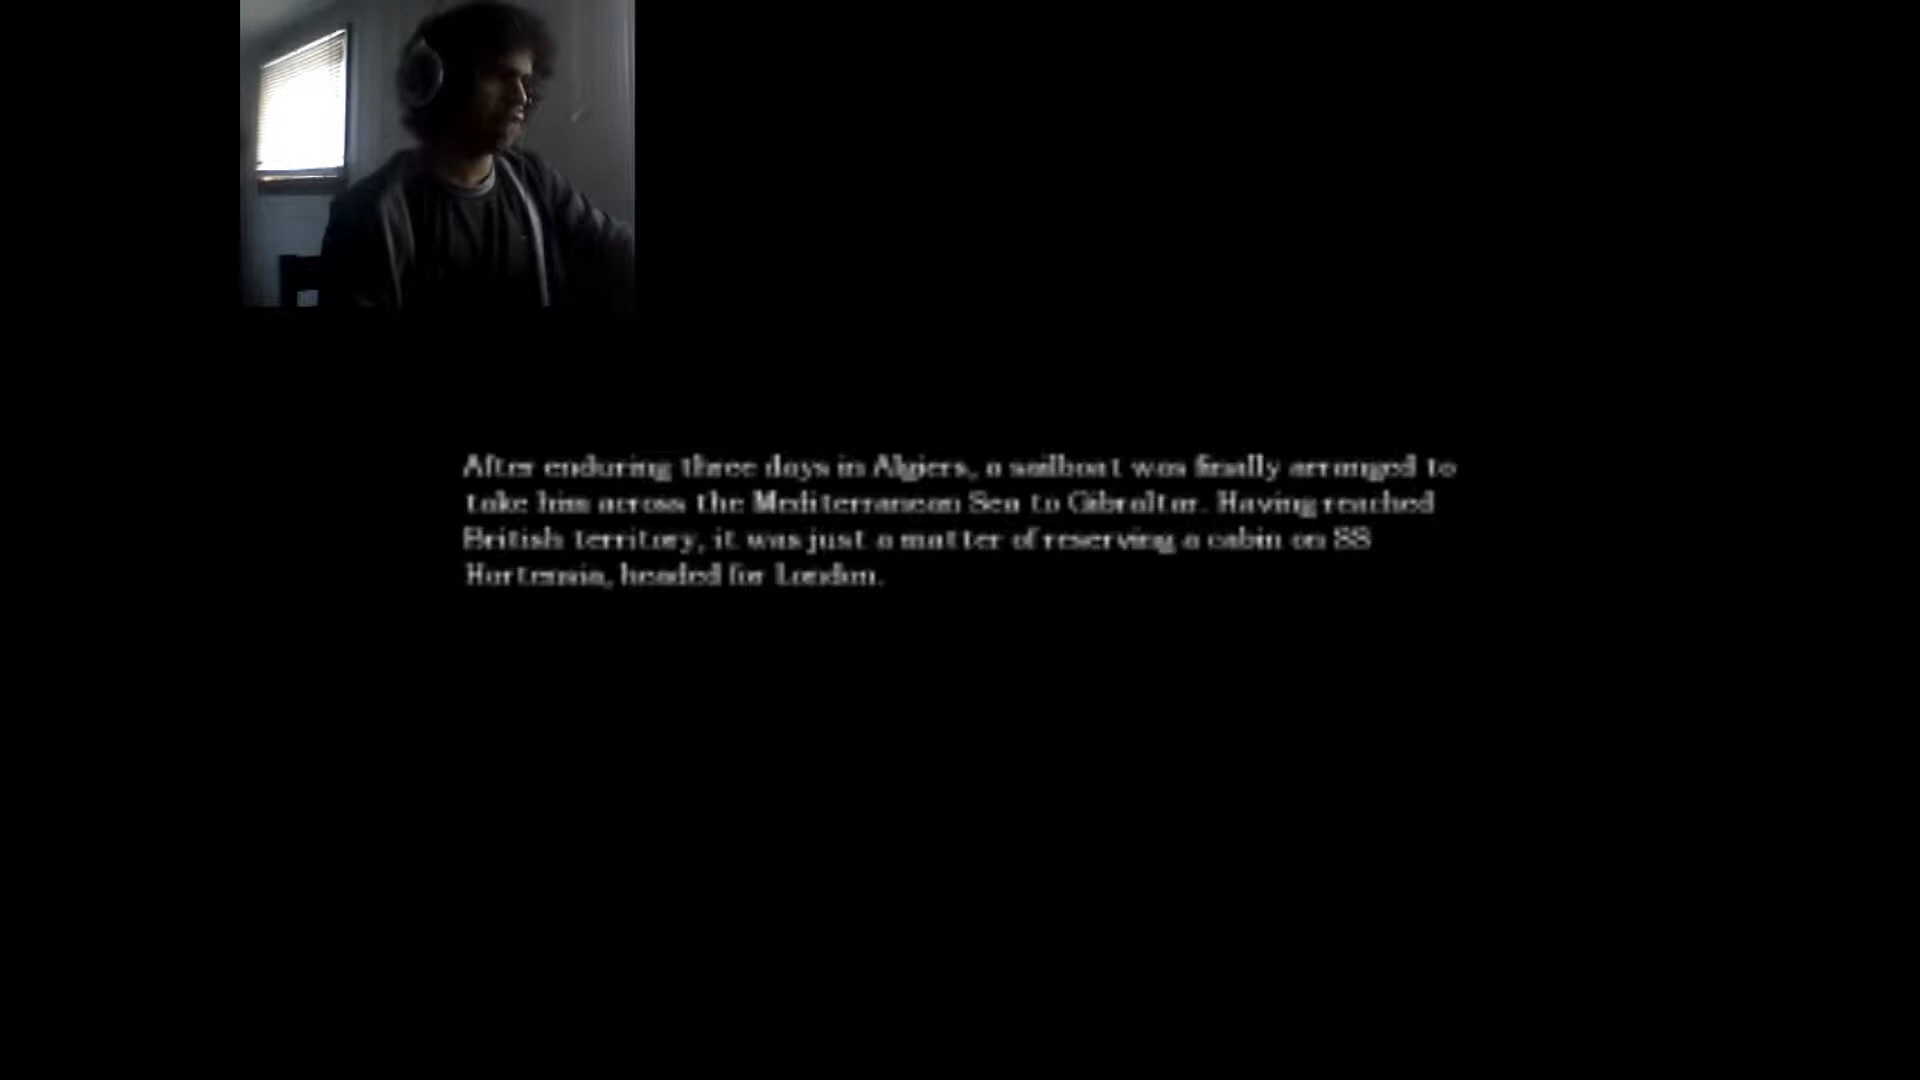 After enduring three days in Algiers, a sailboat was finally arranged to
take him across the Mediterranean Sea to Gibraltar. Having reached
British territory, it was just a matter of reserving a cabin on SS
Hortensia, headed for London.